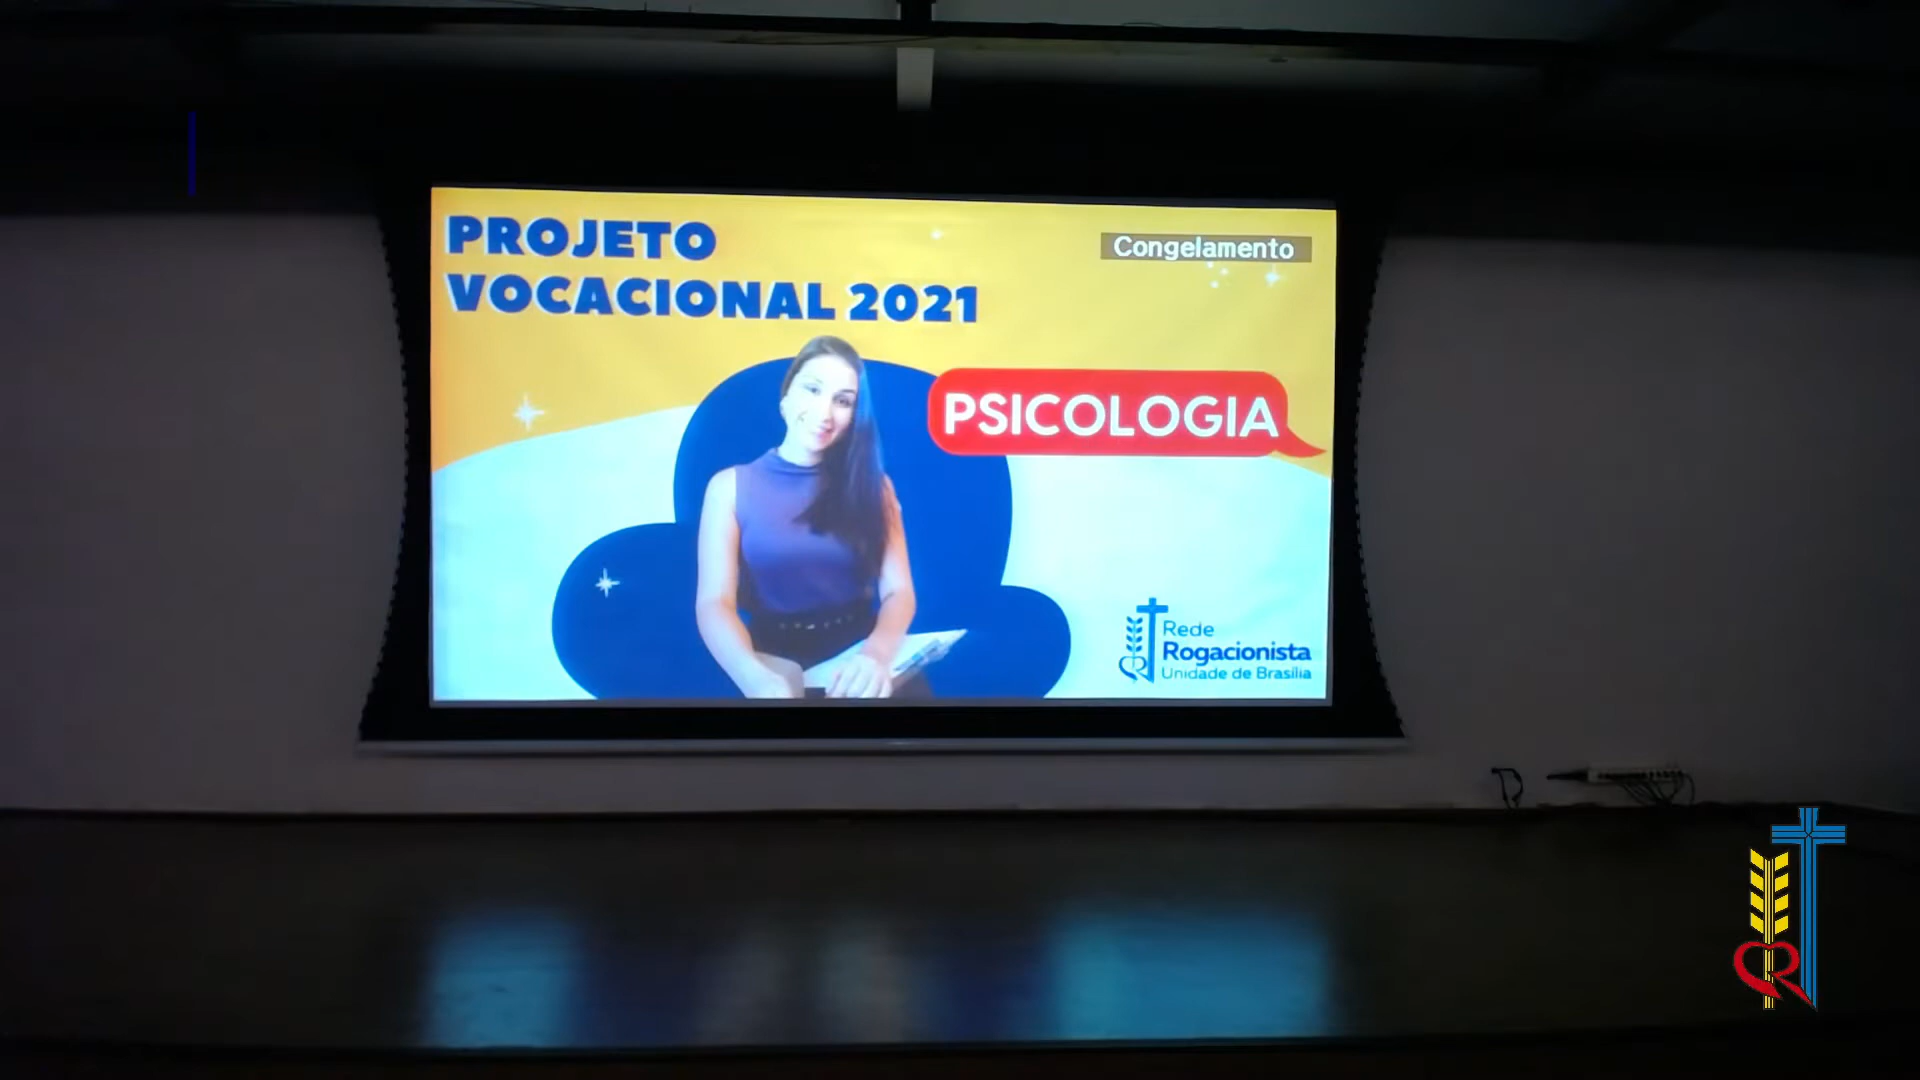 PROJETO
VOCACIONAL 2021
Congelamento
PSICOLOGIA
Rede
Rogacionista
Unidade de Brasília